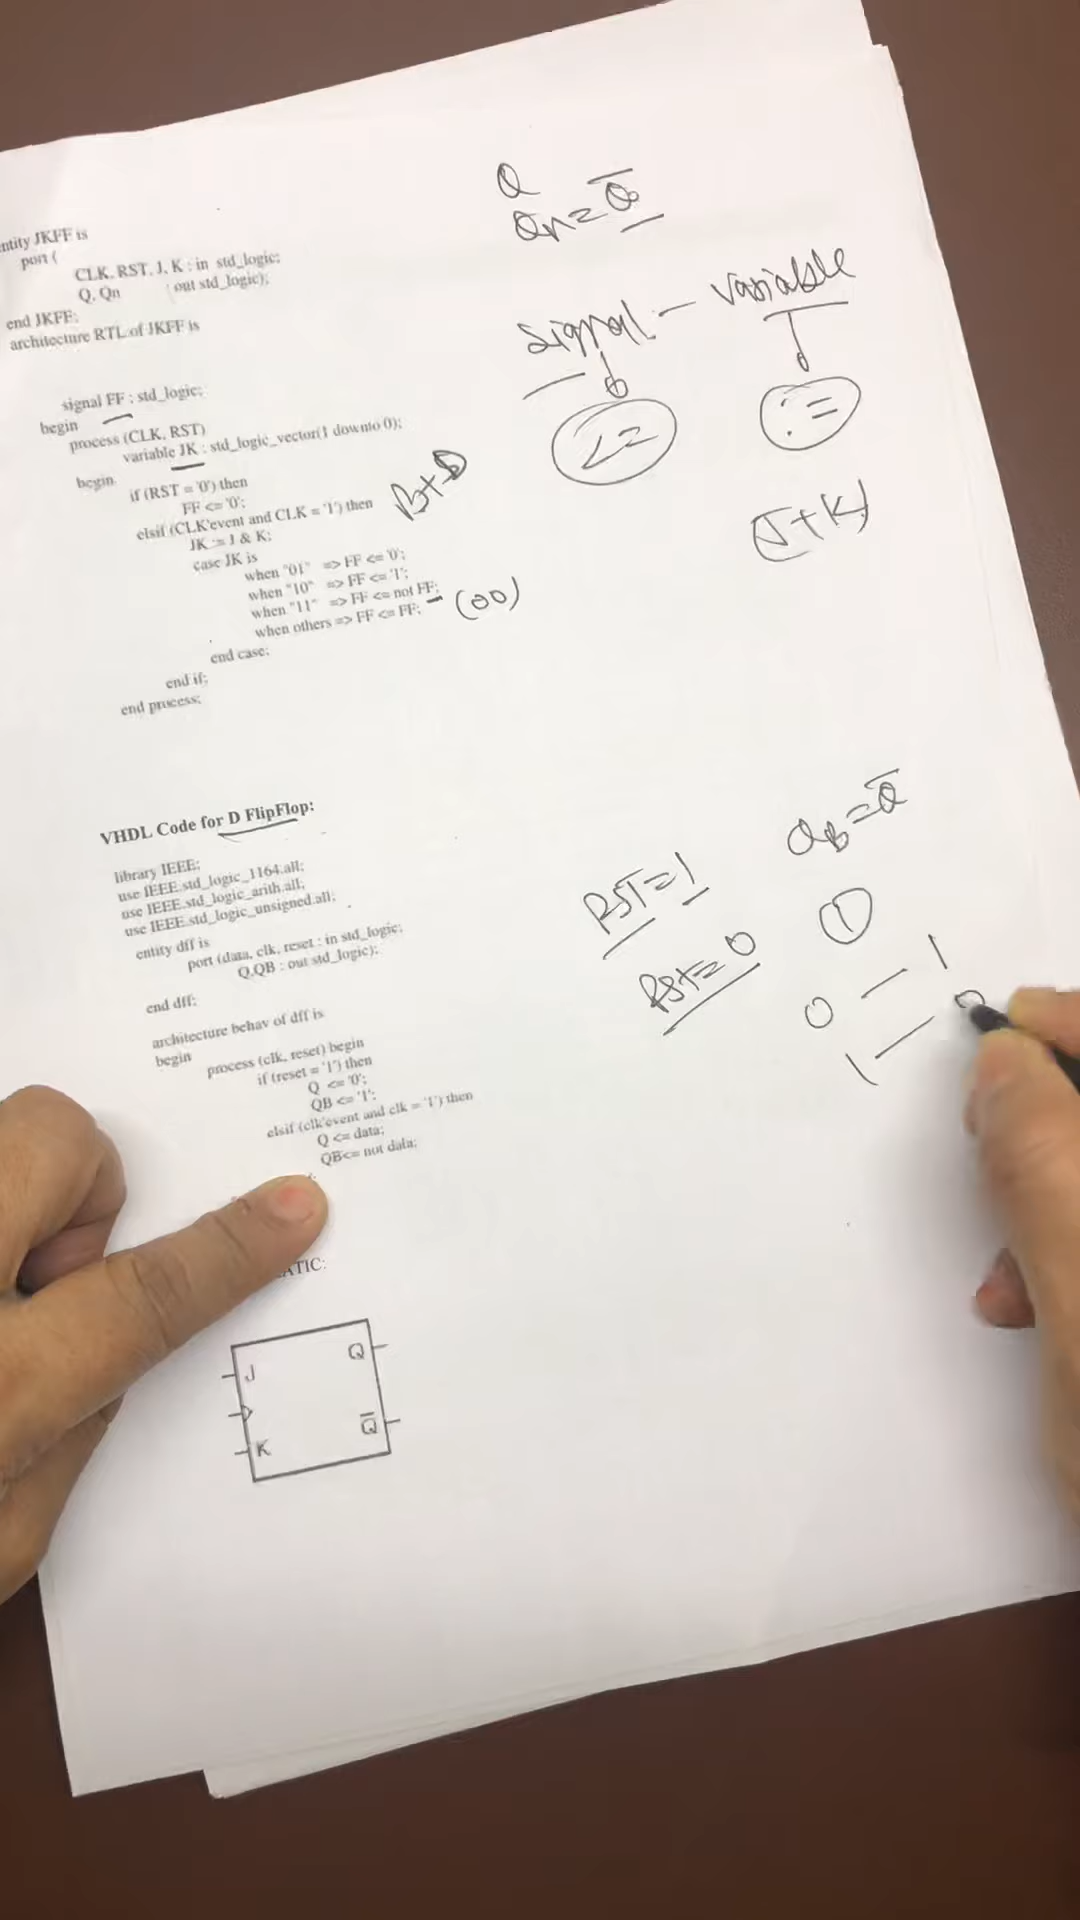 Q
Qn = Q̅
ntity JKFF is
port (
CLK, RST, J, K : in std_logic;
Q, Qn : out std_logic);
end JKFF;
architecture RTL of JKFF is
signal - variable
<=
:=
signal FF : std_logic;
begin
process (CLK, RST)
variable JK : std_logic_vector(1 downto 0);
begin
if (RST = '0') then
FF <= '0';
elsif (CLK'event and CLK = '1') then
JK := J & K;
(J+K)
case JK is
when "01" => FF <= '0';
when "10" => FF <= '1';
when "11" => FF <= not FF;
when others => FF <= FF; (00)
end case;
end if;
end process;
VHDL Code for D FlipFlop:
library IEEE;
use IEEE.std_logic_1164.all;
use IEEE.std_logic_arith.all;
use IEEE.std_logic_unsigned.all;
entity dff is
port (data, clk, reset : in std_logic;
Q,QB : out std_logic);
end dff;
architecture behav of dff is
begin
process (clk, reset) begin
if (reset = '1') then
Q <= '0';
QB <= '1';
elsif (clk'event and clk = '1') then
Q <= data;
QB<= not data;
QB = Q̅
RST=1
1
RST=0
0 — 1
1 — 0
ATIC:
J Q
K Q̅